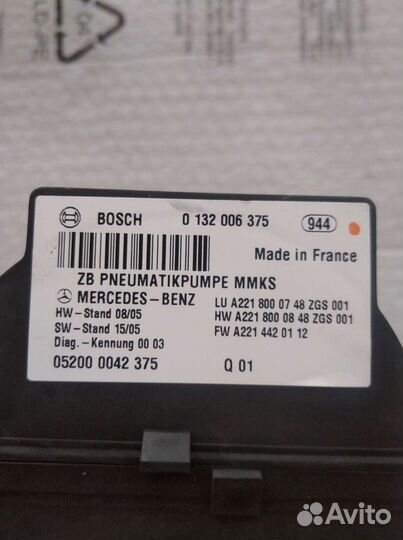 BOSCH 0 132 006 375 944
Made in France
ZB PNEUMATIKPUMPE MMKS
MERCEDES-BENZ LU A221 800 07 48 ZGS 001
HW-Stand 08/05 HW A221 800 08 48 ZGS 001
SW-Stand 15/05 FW A221 442 01 12
Diag.-Kennung 00 03
05200 0042 375 Q 01
Avito